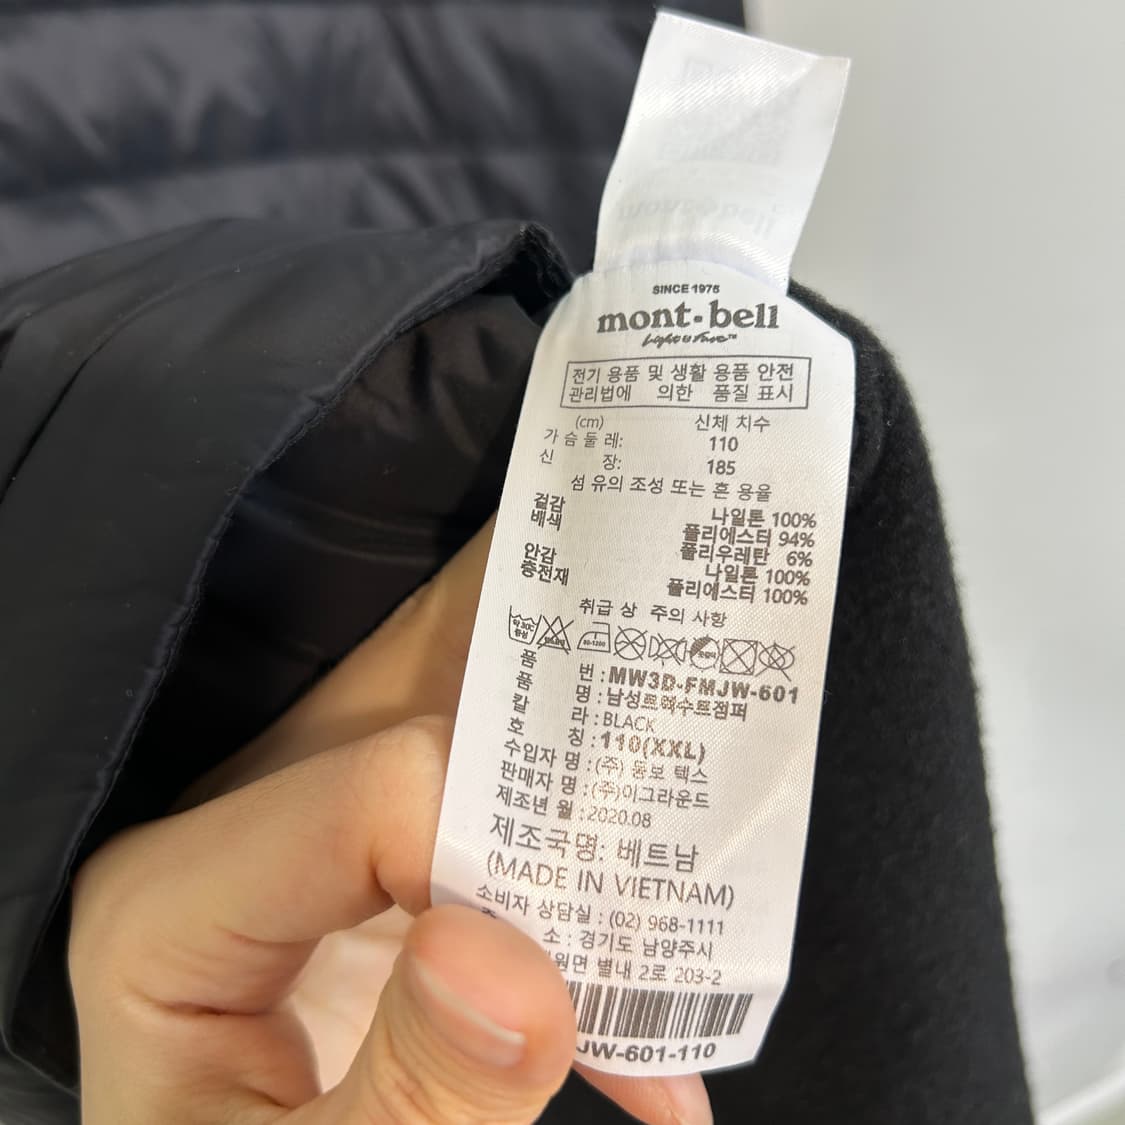 SINCE 1975
mont-bell
Light & Fast™
전기 용품 및 생활 용품 안전
관리법에 의한 품질 표시
(cm) 신체 치수
가 슴 둘 레: 110
신 장: 185
섬 유의 조성 또는 혼 용율
겉감 나일론 100%
배색 폴리에스터 94%
폴리우레탄 6%
안감 나일론 100%
충전재 폴리에스터 100%
취급 상 주의 사항
약 30℃ 중성
80-120℃
품 번 : MW3D-FMJW-601
품 명 : 남성트렉수트점퍼
칼 라 : BLACK
호 칭 : 110(XXL)
수입자 명 : (주) 동보 텍스
판매자 명 : (주)이그라운드
제조년 월 : 2020.08
제조국명: 베트남
(MADE IN VIETNAM)
소비자 상담실 : (02) 968-1111
소 : 경기도 남양주시
원면 별내 2로 203-2
JW-601-110